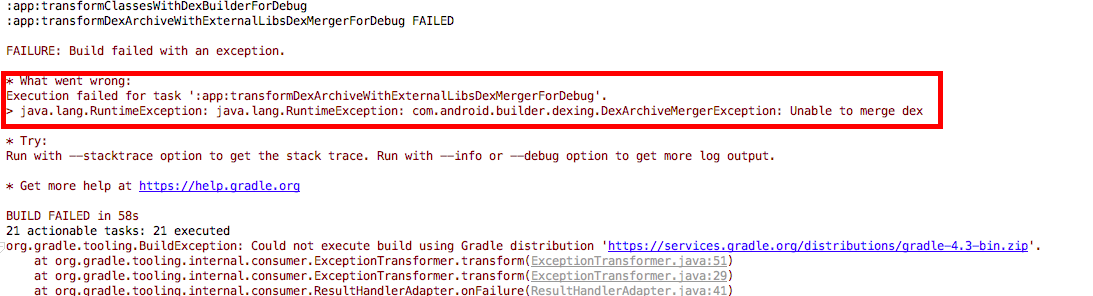 :app:transformClassesWithDexBuilderForDebug
:app:transformDexArchiveWithExternalLibsDexMergerForDebug FAILED
FAILURE: Build failed with an exception.
* What went wrong:
Execution failed for task ':app:transformDexArchiveWithExternalLibsDexMergerForDebug'.
> java.lang.RuntimeException: java.lang.RuntimeException: com.android.builder.dexing.DexArchiveMergerException: Unable to merge dex
* Try:
Run with --stacktrace option to get the stack trace. Run with --info or --debug option to get more log output.
* Get more help at https://help.gradle.org
BUILD FAILED in 58s
21 actionable tasks: 21 executed
org.gradle.tooling.BuildException: Could not execute build using Gradle distribution 'https://services.gradle.org/distributions/gradle-4.3-bin.zip'.
at org.gradle.tooling.internal.consumer.ExceptionTransformer.transform(ExceptionTransformer.java:51)
at org.gradle.tooling.internal.consumer.ExceptionTransformer.transform(ExceptionTransformer.java:29)
at org.gradle.tooling.internal.consumer.ResultHandlerAdapter.onFailure(ResultHandlerAdapter.java:41)